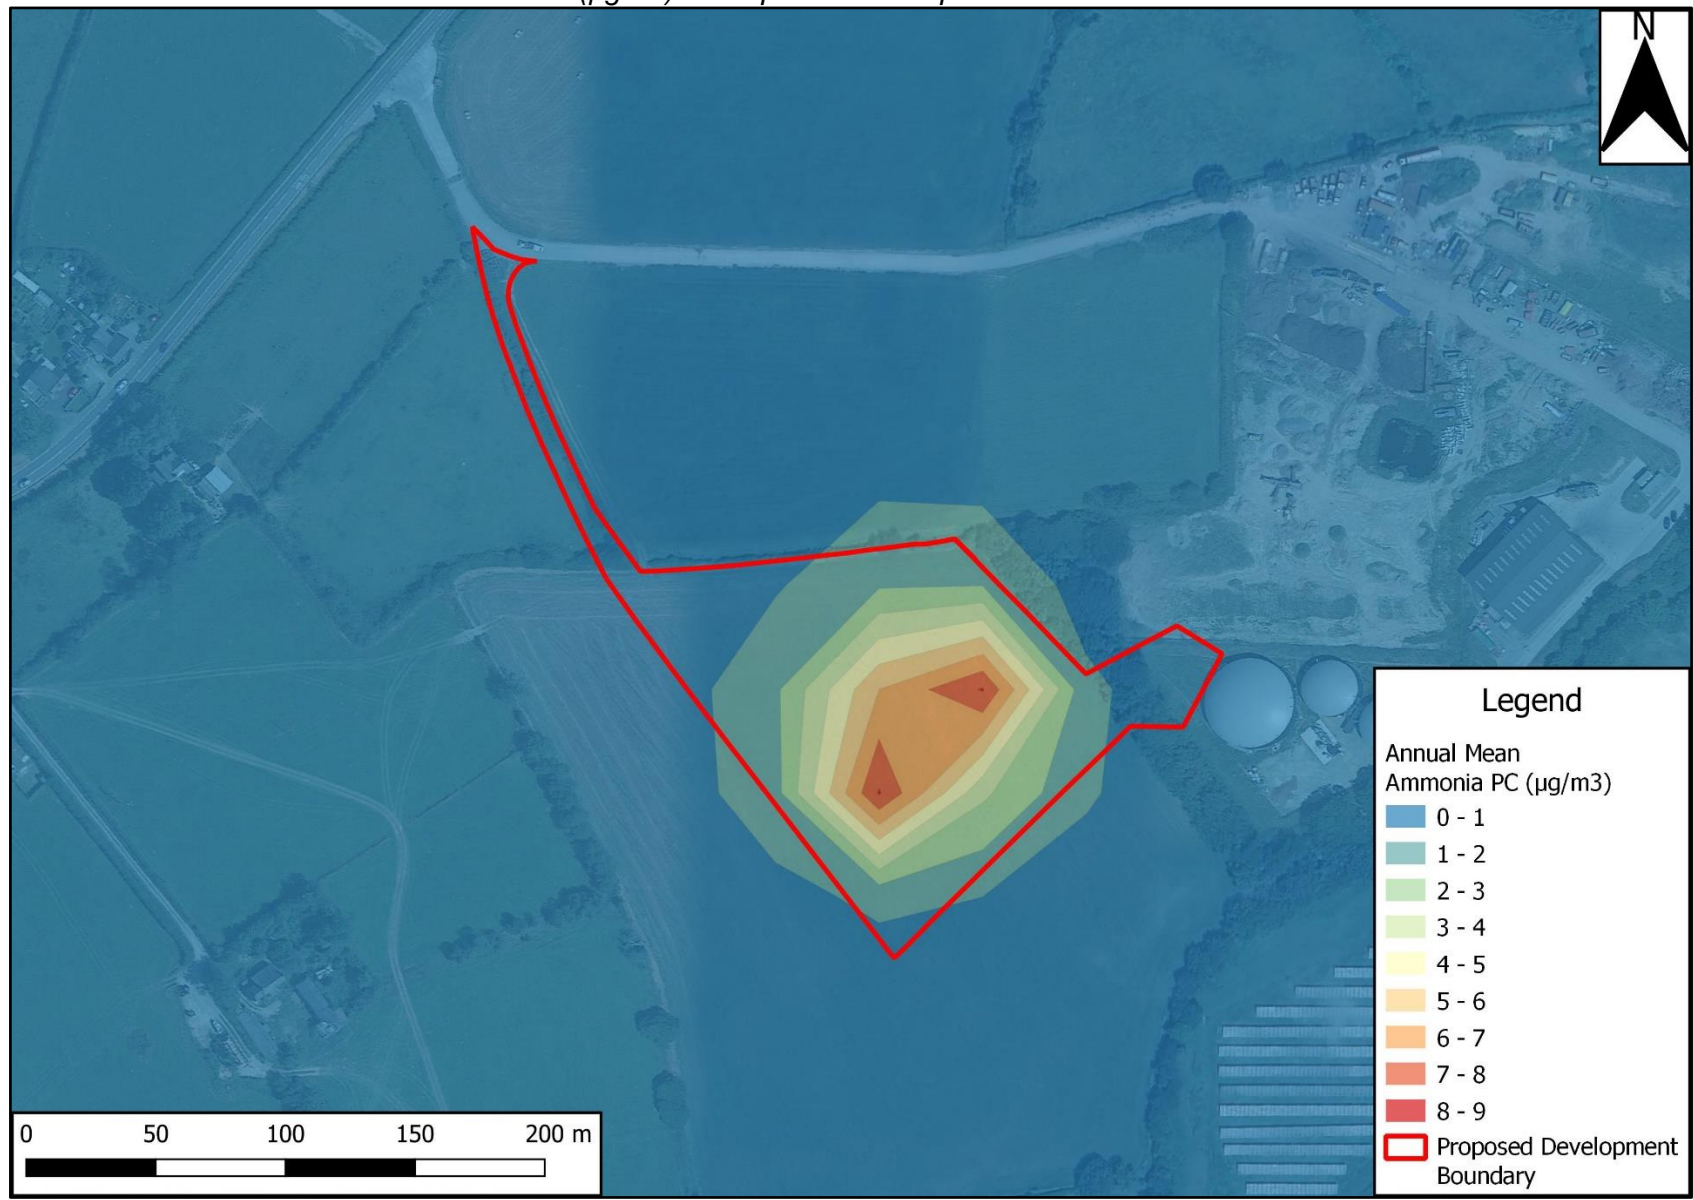 N
Legend
Annual Mean
Ammonia PC (µg/m3)
0 - 1
1 - 2
2 - 3
3 - 4
4 - 5
5 - 6
6 - 7
7 - 8
8 - 9
Proposed Development
Boundary
0 50 100 150 200 m